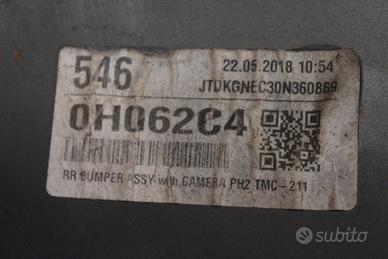 546
22.05.2018 10:54
JTDKGNEC30N360869
0H062C4
RR BUMPER ASSY with CAMERA PH2 TMC - 211
subito